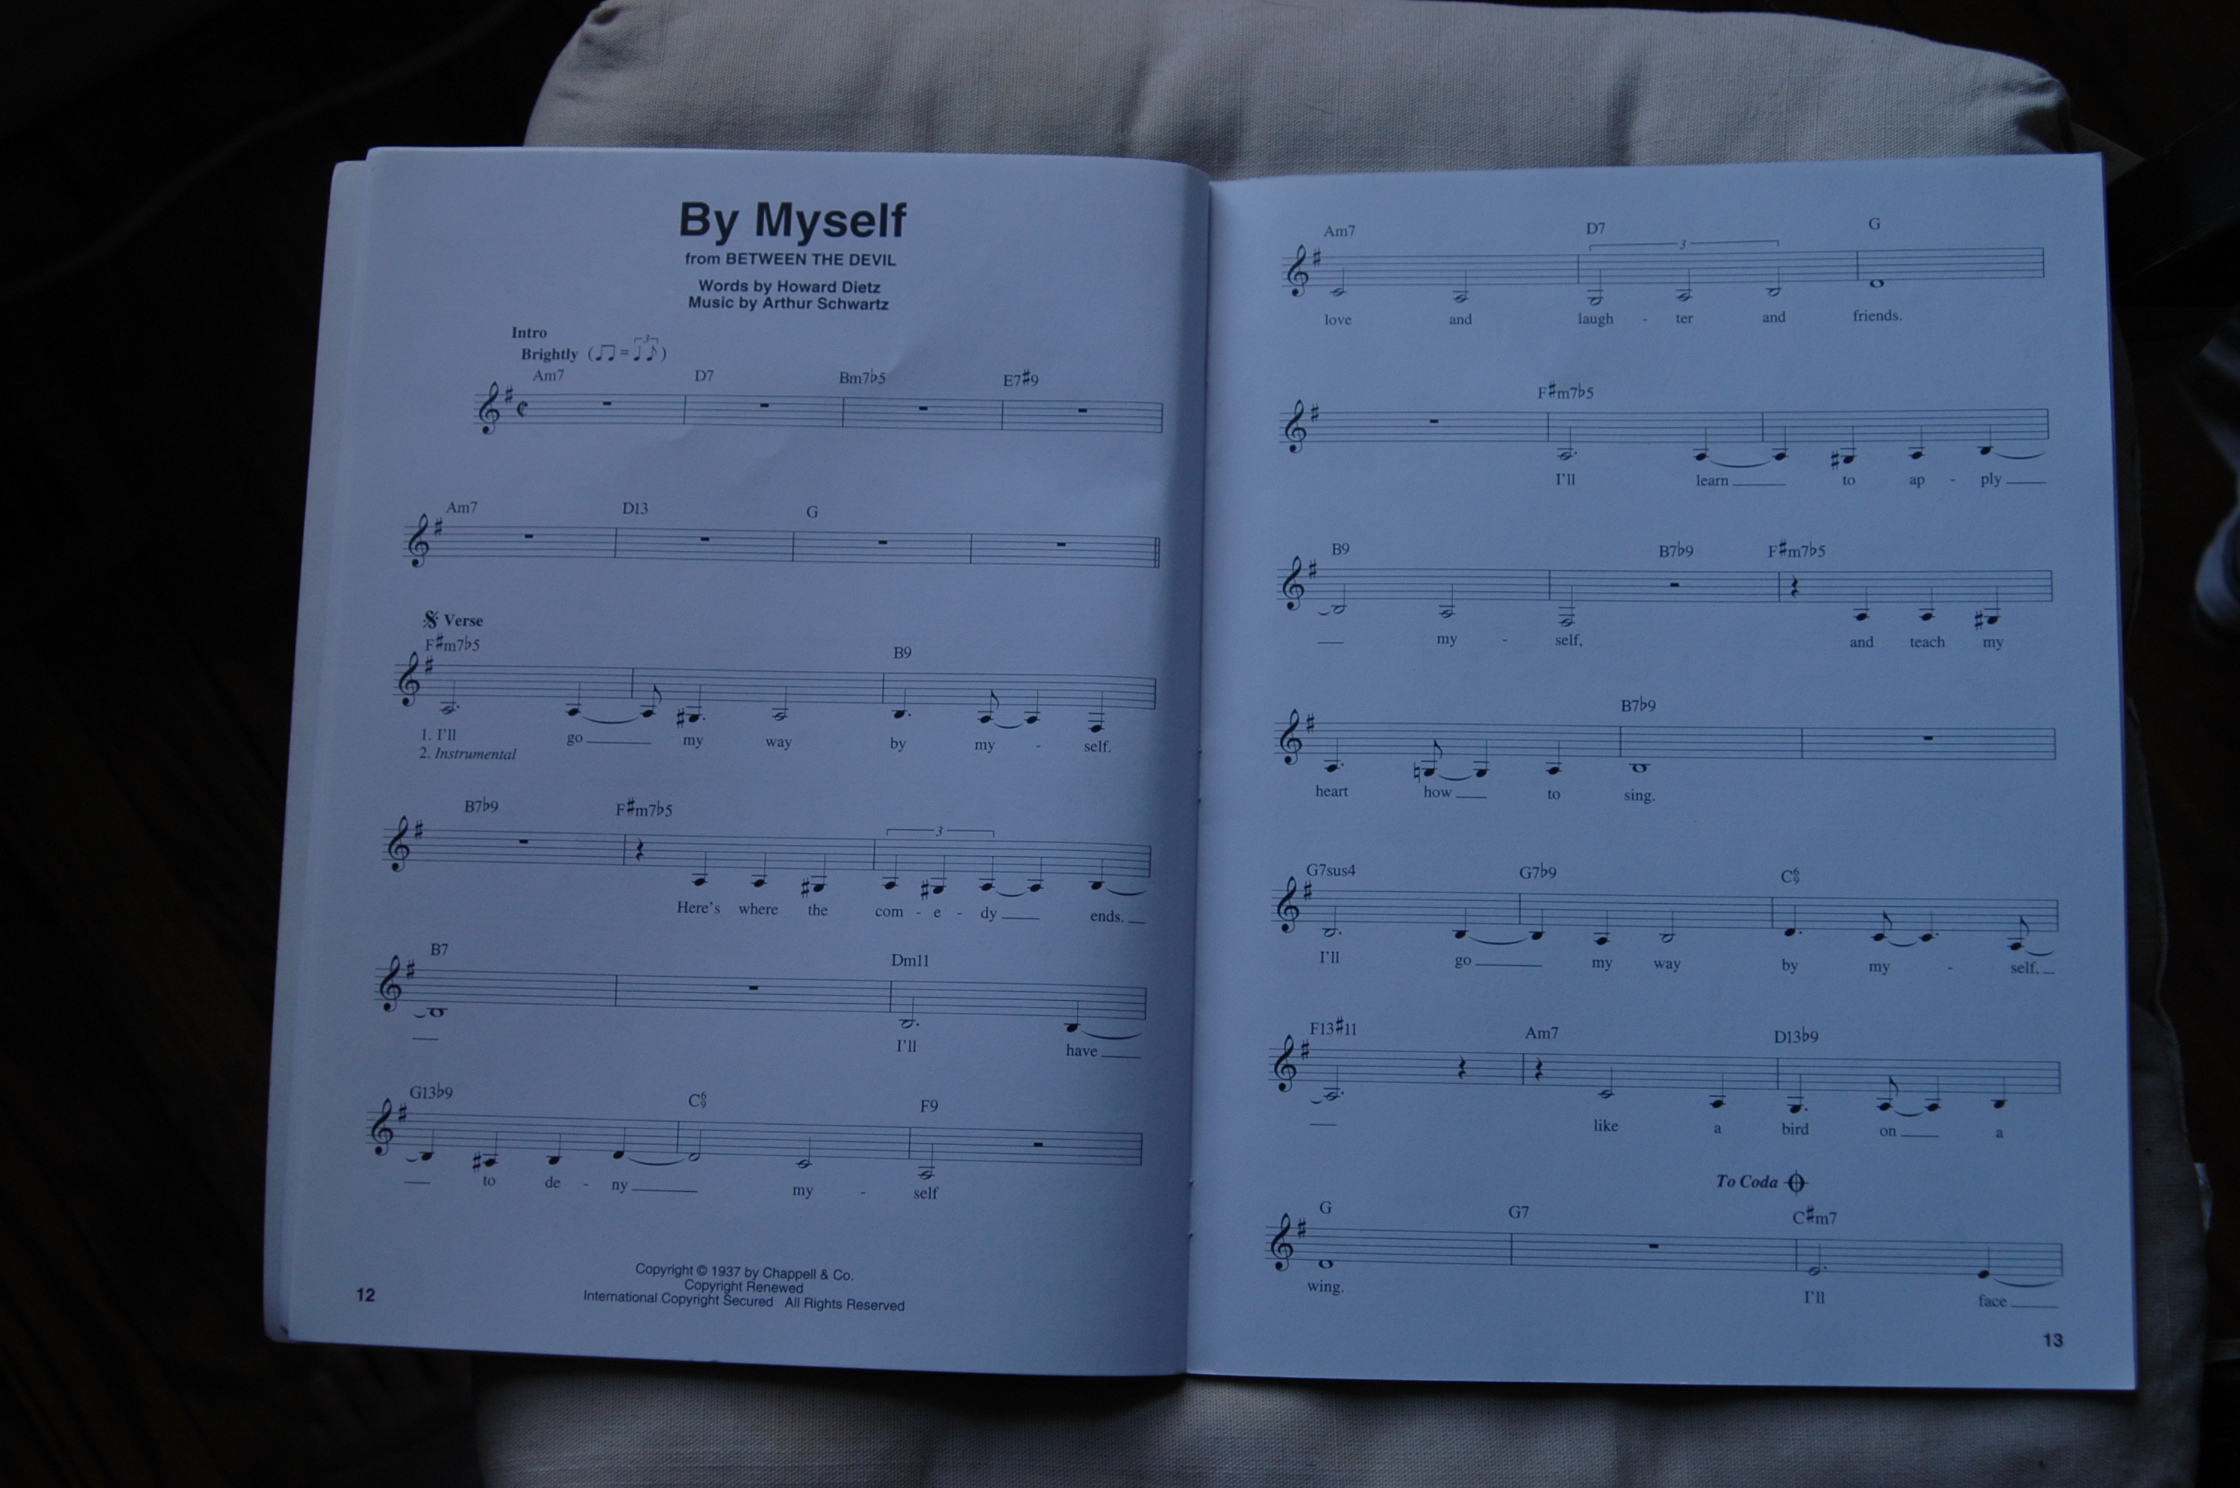 By Myself
from BETWEEN THE DEVIL
Words by Howard Dietz
Music by Arthur Schwartz
Intro
Brightly (♫=♩♪) 3
Am7 D7 Bm7♭5 E7♯9
Am7 D13 G
𝄋 Verse
F♯m7♭5 B9
1. I'll go my way by my - self.
2. Instrumental
B7♭9 F♯m7♭5
3
Here's where the com - e - dy ends.
B7 Dm11
I'll have
G13♭9 C6/9 F9
to de - ny my - self
Copyright © 1937 by Chappell & Co.
Copyright Renewed
International Copyright Secured All Rights Reserved
12
Am7 D7 G
3
love and laugh - ter and friends.
F♯m7♭5
I'll learn to ap - ply
B9 B7♭9 F♯m7♭5
my - self, and teach my
B7♭9
heart how to sing.
G7sus4 G7♭9 C6/9
I'll go my way by my - self,
F13♯11 Am7 D13♭9
like a bird on a
To Coda 𝄌
G G7 C♯m7
wing. I'll face
13